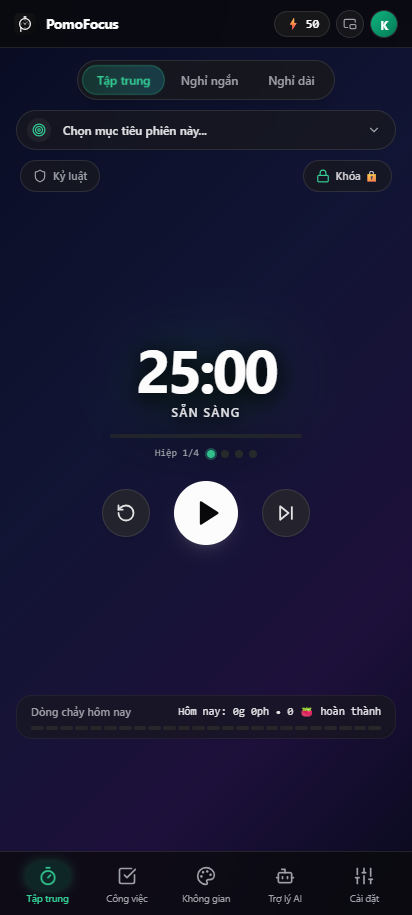 PomoFocus
50
K
Tập trung
Nghỉ ngắn
Nghỉ dài
Chọn mục tiêu phiên này...
Kỷ luật
Khóa
25:00
SẴN SÀNG
Hiệp 1/4
Dòng chảy hôm nay
Hôm nay: 0g 0ph • 0 hoàn thành
Tập trung
Công việc
Không gian
Trợ lý AI
Cài đặt